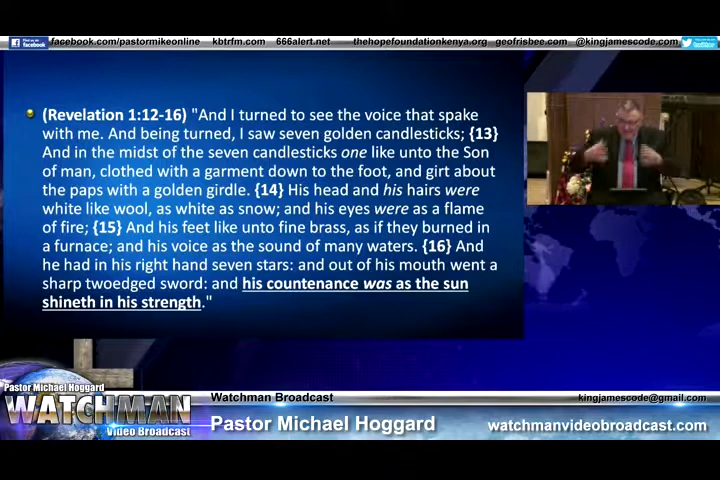 Find us on facebook facebook.com/pastormikeonline kbtrfm.com 666alert.net thehopefoundationkenya.org geofrisbee.com @kingjamescode.com
(Revelation 1:12-16) "And I turned to see the voice that spake
with me. And being turned, I saw seven golden candlesticks; {13}
And in the midst of the seven candlesticks one like unto the Son
of man, clothed with a garment down to the foot, and girt about
the paps with a golden girdle. {14} His head and his hairs were
white like wool, as white as snow; and his eyes were as a flame
of fire; {15} And his feet like unto fine brass, as if they burned in
a furnace; and his voice as the sound of many waters. {16} And
he had in his right hand seven stars: and out of his mouth went a
sharp twoedged sword: and his countenance was as the sun
shineth in his strength."
Pastor Michael Hoggard
WATCHMAN
Video Broadcast
Watchman Broadcast kingjamescode@gmail.com
Pastor Michael Hoggard watchmanvideobroadcast.com